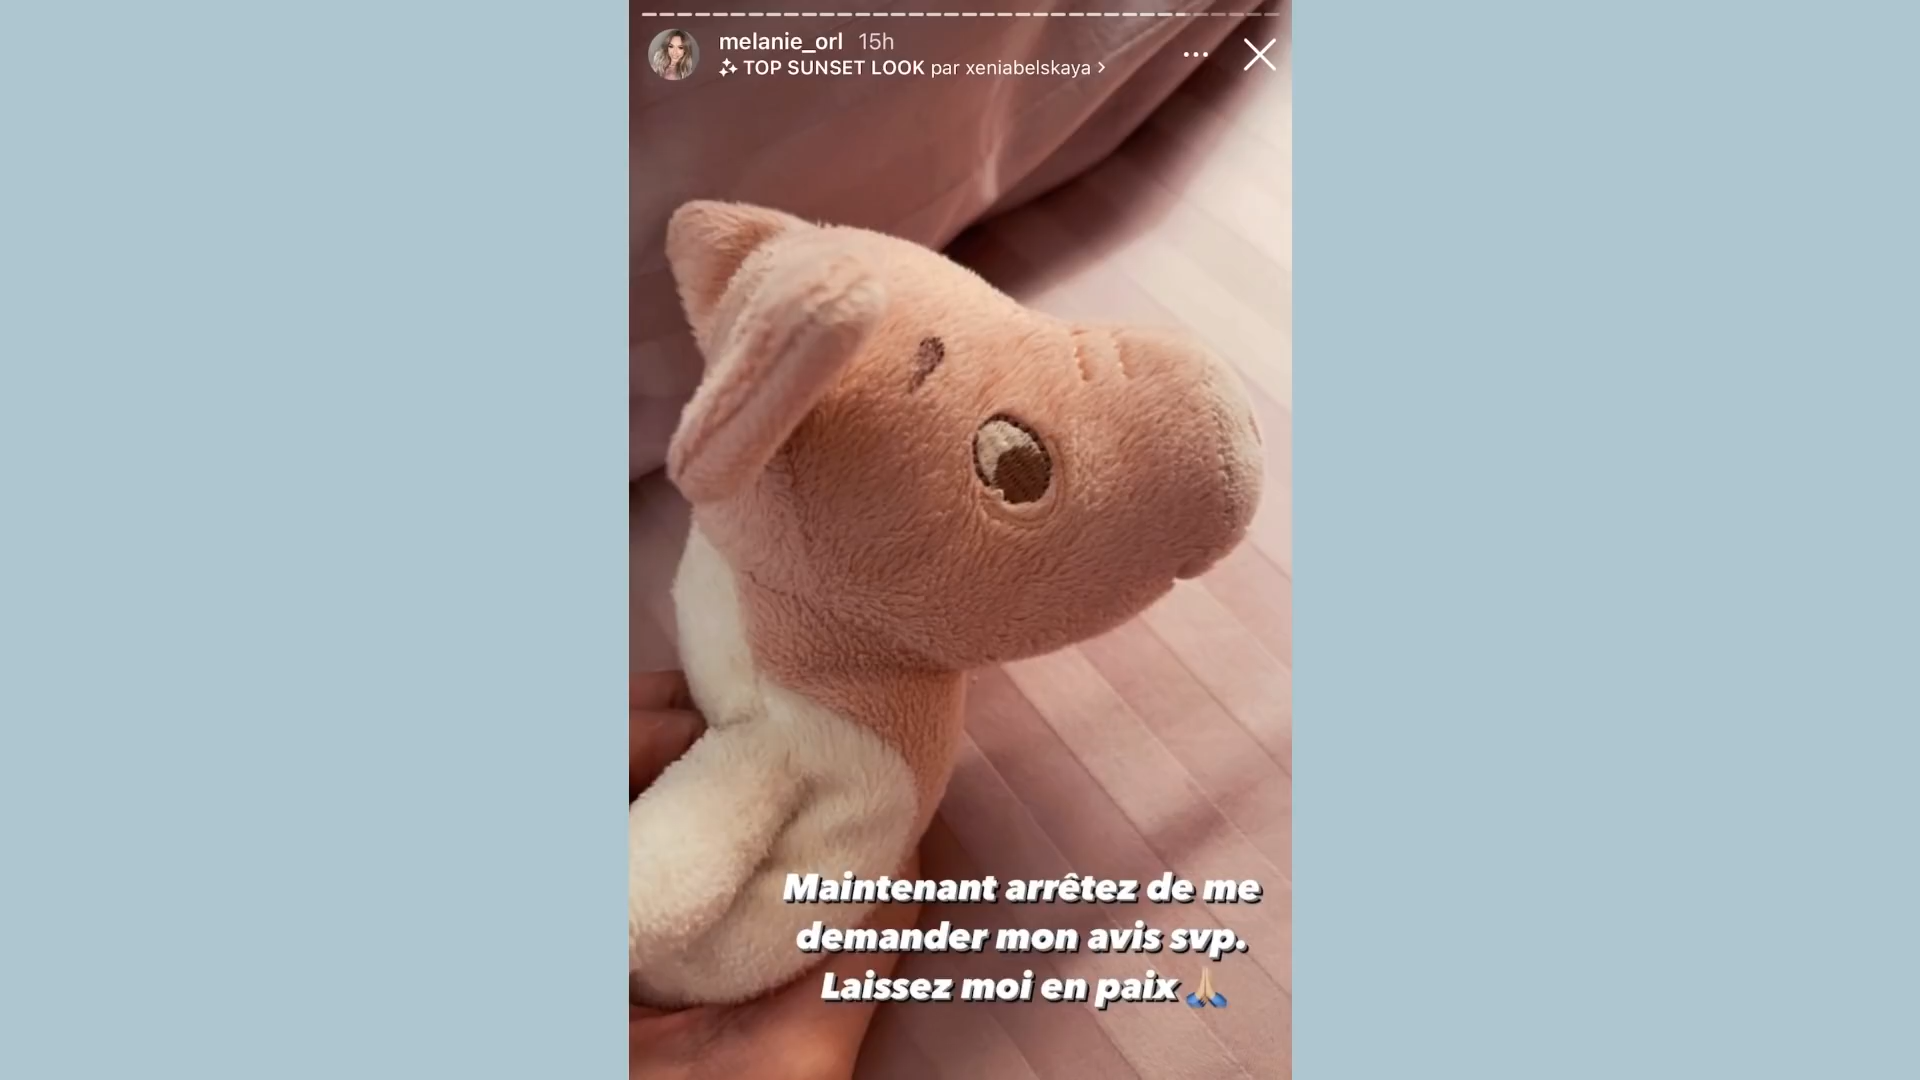 melanie_orl 15h
TOP SUNSET LOOK par xeniabelskaya
Maintenant arrêtez de me
demander mon avis svp.
Laissez moi en paix 🙏🏼